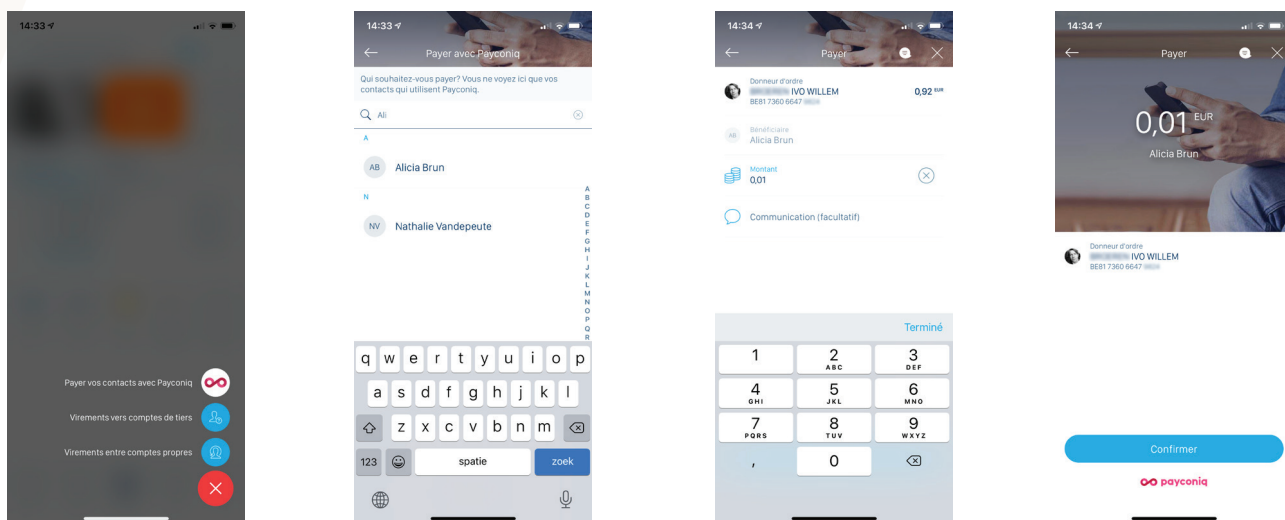 14:33
Payer vos contacts avec Payconiq
Virements vers comptes de tiers
Virements entre comptes propres
14:33
Payer avec Payconiq
Qui souhaitez-vous payer? Vous ne voyez ici que vos
contacts qui utilisent Payconiq.
Ali
A
AB Alicia Brun
N
NV Nathalie Vandepeute
A
B
C
D
E
F
G
H
I
J
K
L
M
N
O
P
Q
R
q w e r t y u i o p
a s d f g h j k l
z x c v b n m
123 spatie zoek
14:34
Payer
Donneur d'ordre
IVO WILLEM 0,92 EUR
BE81 7360 6647
Bénéficiaire
AB Alicia Brun
Montant
0,01
Communication (facultatif)
Terminé
1 2 3
ABC DEF
4 5 6
GHI JKL MNO
7 8 9
PQRS TUV WXYZ
, 0
14:34
Payer
0,01 EUR
Alicia Brun
Donneur d'ordre
IVO WILLEM
BE81 7360 6647
Confirmer
payconiq